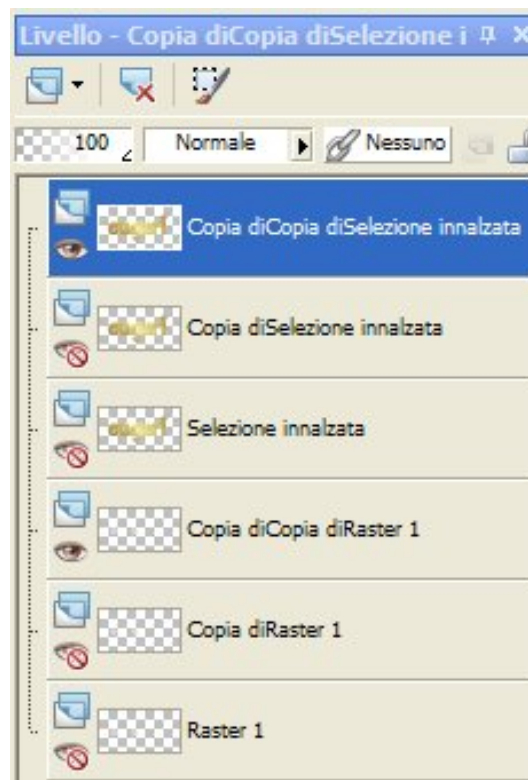 Livello - Copia diCopia diSelezione i
100 Normale Nessuno
Copia diCopia diSelezione innalzata
Copia diSelezione innalzata
Selezione innalzata
Copia diCopia diRaster 1
Copia diRaster 1
Raster 1